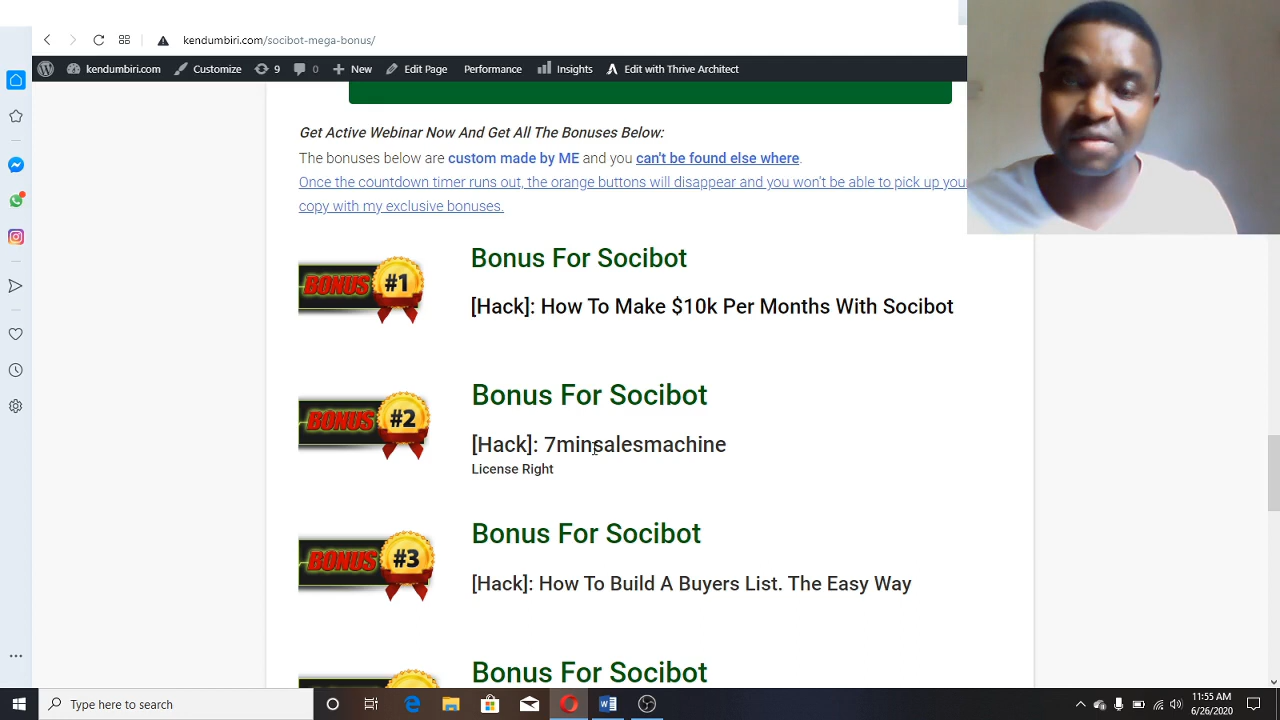 kendumbiri.com/socibot-mega-bonus/
kendumbiri.com Customize 9 0 New Edit Page Performance Insights Edit with Thrive Architect
Get Active Webinar Now And Get All The Bonuses Below:
The bonuses below are custom made by ME and you can't be found else where.
Once the countdown timer runs out, the orange buttons will disappear and you won't be able to pick up your
copy with my exclusive bonuses.
BONUS #1
Bonus For Socibot
[Hack]: How To Make $10k Per Months With Socibot
BONUS #2
Bonus For Socibot
[Hack]: 7minsalesmachine
License Right
BONUS #3
Bonus For Socibot
[Hack]: How To Build A Buyers List. The Easy Way
Bonus For Socibot
Type here to search
11:55 AM
6/26/2020